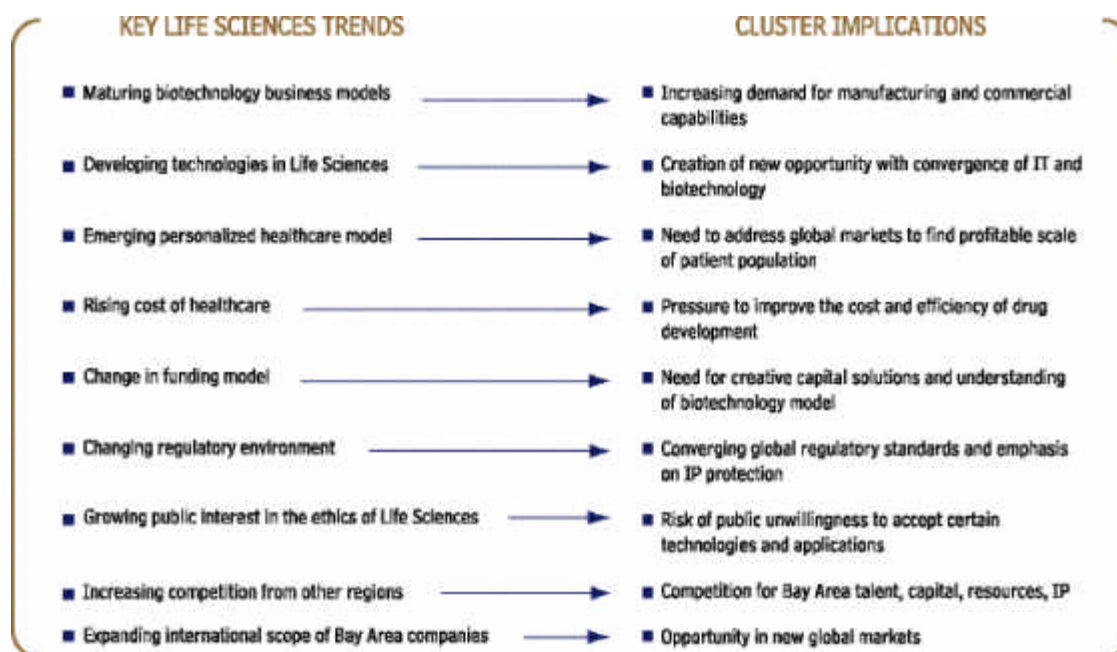 KEY LIFE SCIENCES TRENDS
CLUSTER IMPLICATIONS
Maturing biotechnology business models
Increasing demand for manufacturing and commercial
capabilities
Developing technologies in Life Sciences
Creation of new opportunity with convergence of IT and
biotechnology
Emerging personalized healthcare model
Need to address global markets to find profitable scale
of patient population
Rising cost of healthcare
Pressure to improve the cost and efficiency of drug
development
Change in funding model
Need for creative capital solutions and understanding
of biotechnology model
Changing regulatory environment
Converging global regulatory standards and emphasis
on IP protection
Growing public interest in the ethics of Life Sciences
Risk of public unwillingness to accept certain
technologies and applications
Increasing competition from other regions
Competition for Bay Area talent, capital, resources, IP
Expanding international scope of Bay Area companies
Opportunity in new global markets